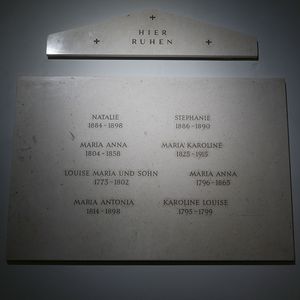 HIER
RUHEN
NATALIE
1884-1898
STEPHANIE
1886-1890
MARIA ANNA
1804-1858
MARIA KAROLINE
1825-1915
LOUISE MARIA UND SOHN
1773-1802
MARIA ANNA
1796-1865
MARIA ANTONIA
1814-1898
KAROLINE LOUISE
1795-1799